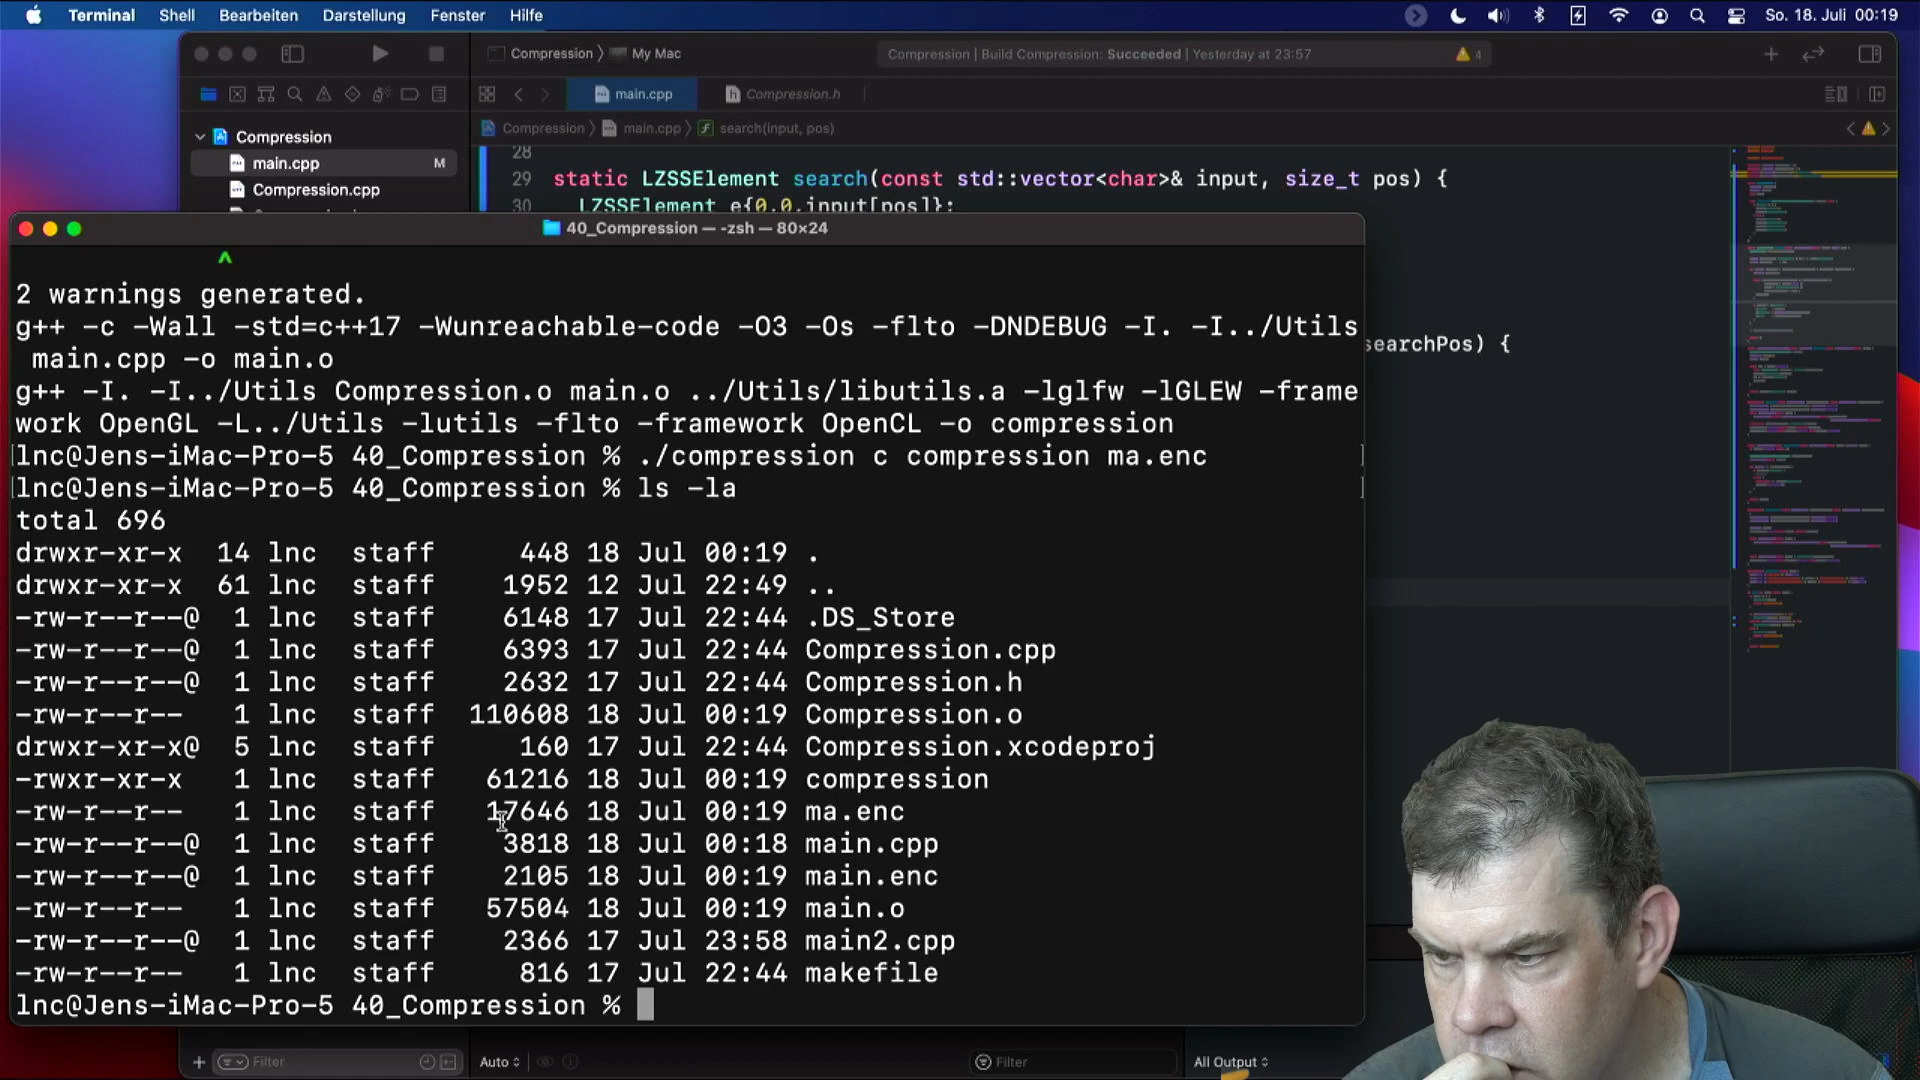 Terminal Shell Bearbeiten Darstellung Fenster Hilfe So. 18. Juli 00:19
Compression 〉 My Mac Compression | Build Compression: Succeeded | Yesterday at 23:57 4
main.cpp Compression.h
Compression 〉 main.cpp 〉 search(input, pos)
Compression
main.cpp M
Compression.cpp
28
29 static LZSSElement search(const std::vector<char>& input, size_t pos) {
30 LZSSElement e{0,0,input[pos]};
searchPos) {
40_Compression — -zsh — 80×24
^
2 warnings generated.
g++ -c -Wall -std=c++17 -Wunreachable-code -O3 -Os -flto -DNDEBUG -I. -I../Utils
 main.cpp -o main.o
g++ -I. -I../Utils Compression.o main.o ../Utils/libutils.a -lglfw -lGLEW -frame
work OpenGL -L../Utils -lutils -flto -framework OpenCL -o compression
[lnc@Jens-iMac-Pro-5 40_Compression % ./compression c compression ma.enc ]
[lnc@Jens-iMac-Pro-5 40_Compression % ls -la ]
total 696
drwxr-xr-x 14 lnc staff 448 18 Jul 00:19 .
drwxr-xr-x 61 lnc staff 1952 12 Jul 22:49 ..
-rw-r--r--@ 1 lnc staff 6148 17 Jul 22:44 .DS_Store
-rw-r--r--@ 1 lnc staff 6393 17 Jul 22:44 Compression.cpp
-rw-r--r--@ 1 lnc staff 2632 17 Jul 22:44 Compression.h
-rw-r--r-- 1 lnc staff 110608 18 Jul 00:19 Compression.o
drwxr-xr-x@ 5 lnc staff 160 17 Jul 22:44 Compression.xcodeproj
-rwxr-xr-x 1 lnc staff 61216 18 Jul 00:19 compression
-rw-r--r-- 1 lnc staff 17646 18 Jul 00:19 ma.enc
-rw-r--r--@ 1 lnc staff 3818 18 Jul 00:18 main.cpp
-rw-r--r--@ 1 lnc staff 2105 18 Jul 00:19 main.enc
-rw-r--r-- 1 lnc staff 57504 18 Jul 00:19 main.o
-rw-r--r--@ 1 lnc staff 2366 17 Jul 23:58 main2.cpp
-rw-r--r-- 1 lnc staff 816 17 Jul 22:44 makefile
lnc@Jens-iMac-Pro-5 40_Compression %
Filter Auto Filter All Output